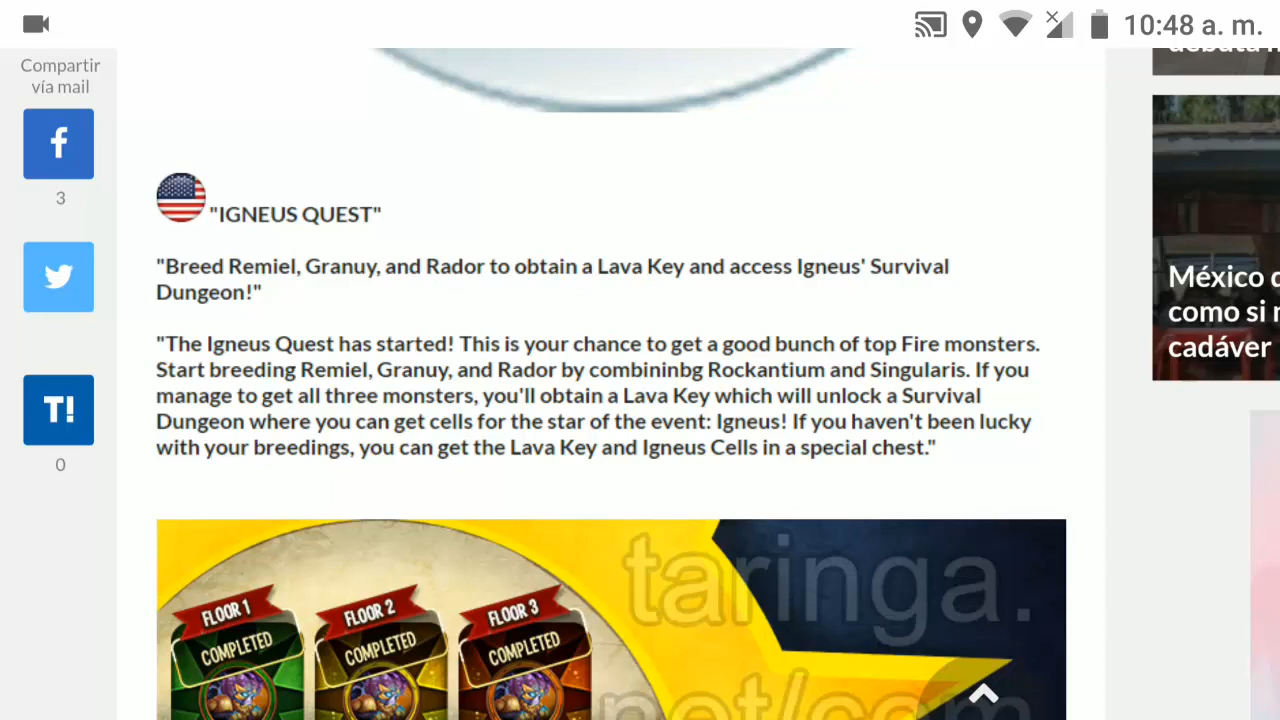 10:48 a. m.
Compartir
vía mail
f
3
T!
0
"IGNEUS QUEST"
"Breed Remiel, Granuy, and Rador to obtain a Lava Key and access Igneus' Survival
Dungeon!"
"The Igneus Quest has started! This is your chance to get a good bunch of top Fire monsters.
Start breeding Remiel, Granuy, and Rador by combininbg Rockantium and Singularis. If you
manage to get all three monsters, you'll obtain a Lava Key which will unlock a Survival
Dungeon where you can get cells for the star of the event: Igneus! If you haven't been lucky
with your breedings, you can get the Lava Key and Igneus Cells in a special chest."
FLOOR 1
COMPLETED
FLOOR 2
COMPLETED
FLOOR 3
COMPLETED
taringa.
net/com
México
como si
cadáver